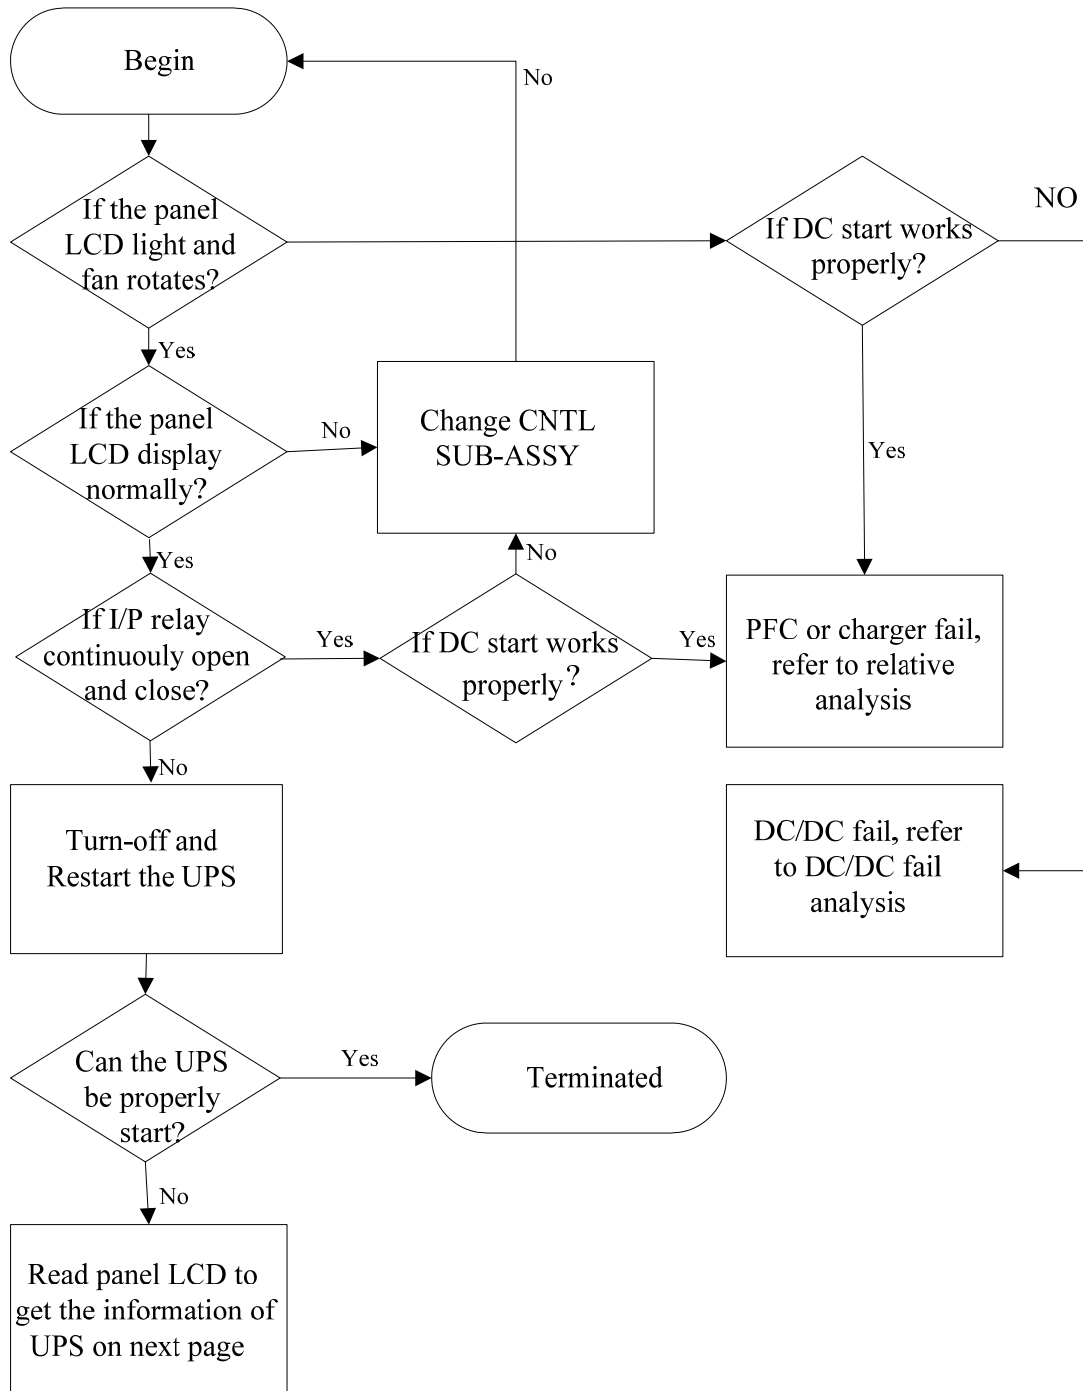 Begin
No
If the panel
LCD light and
fan rotates?
If DC start works
properly?
NO
Yes
If the panel
LCD display
normally?
No
Change CNTL
SUB-ASSY
Yes
Yes
No
If I/P relay
continuouly open
and close?
Yes
If DC start works
properly?
Yes
PFC or charger fail,
refer to relative
analysis
No
Turn-off and
Restart the UPS
DC/DC fail, refer
to DC/DC fail
analysis
Can the UPS
be properly
start?
Yes
Terminated
No
Read panel LCD to
get the information of
UPS on next page